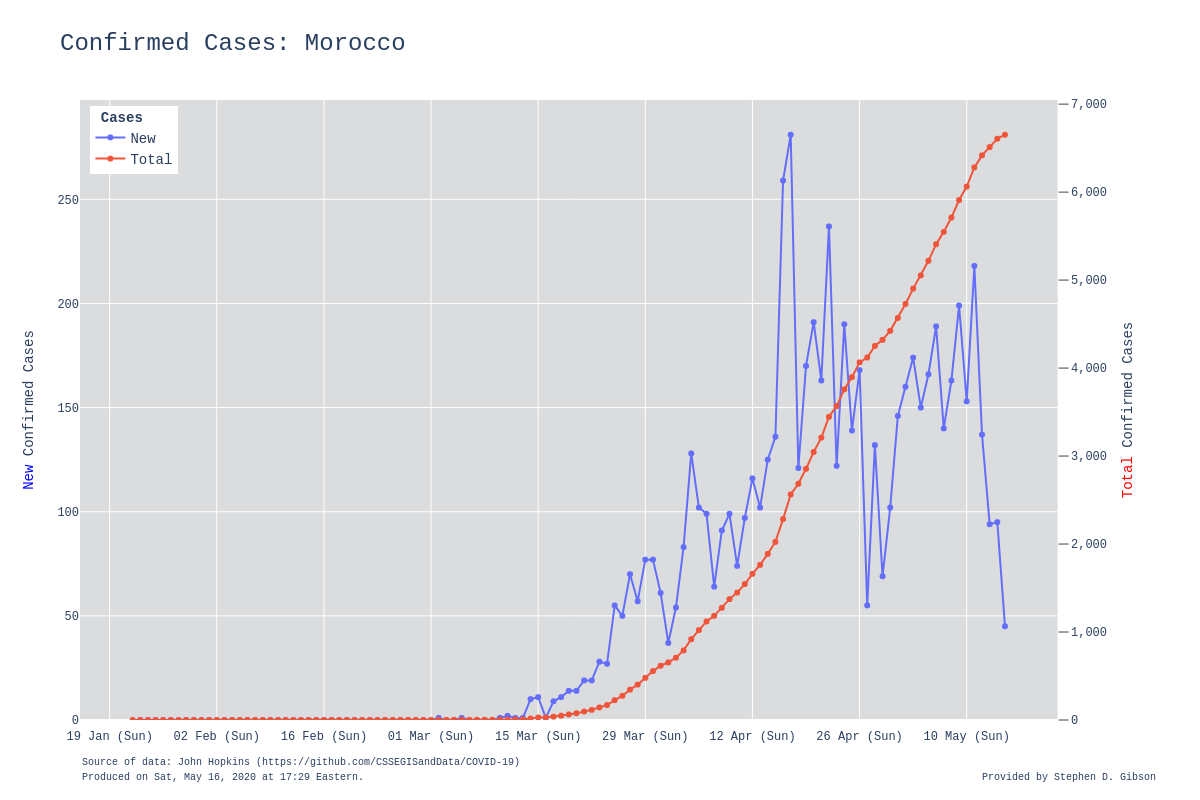 Confirmed Cases: Morocco
Cases
New
Total
7,000
6,000
5,000
4,000
3,000
2,000
1,000
0
250
200
150
100
50
0
New Confirmed Cases
Total Confirmed Cases
19 Jan (Sun) 02 Feb (Sun) 16 Feb (Sun) 01 Mar (Sun) 15 Mar (Sun) 29 Mar (Sun) 12 Apr (Sun) 26 Apr (Sun) 10 May (Sun)
Source of data: John Hopkins (https://github.com/CSSEGISandData/COVID-19)
Produced on Sat, May 16, 2020 at 17:29 Eastern.
Provided by Stephen D. Gibson